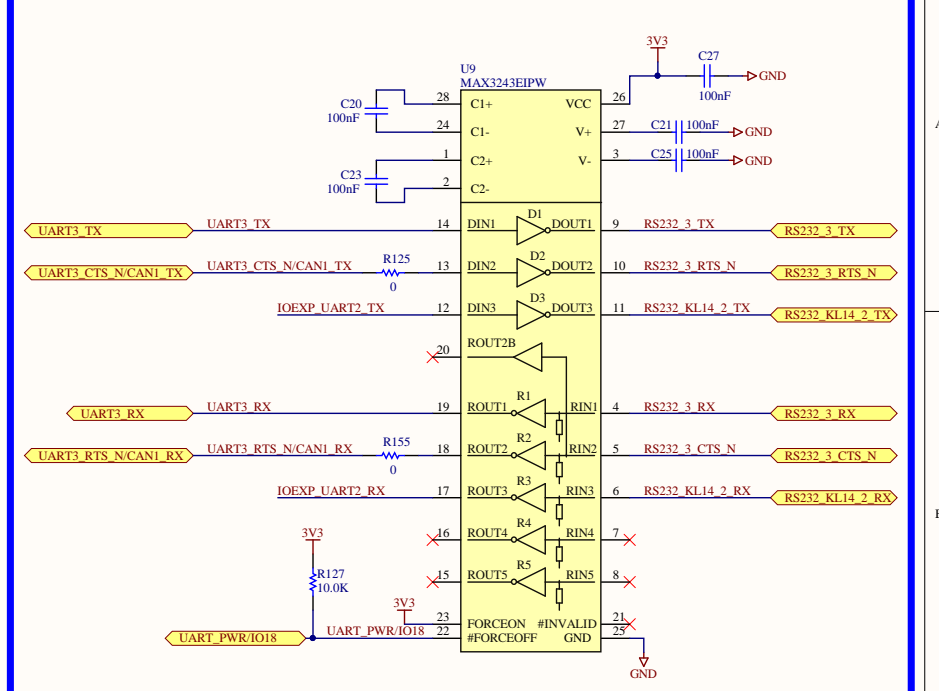 3V3
C27
GND
100nF
U9
MAX3243EIPW
C20
100nF
28
C1+
VCC
26
24
C1-
V+
27
C21
100nF
GND
C23
100nF
1
C2+
V-
3
C25
100nF
GND
2
C2-
UART3_TX
UART3_TX
14
DIN1
D1
DOUT1
9
RS232_3_TX
RS232_3_TX
UART3_CTS_N/CAN1_TX
UART3_CTS_N/CAN1_TX
R125
0
13
DIN2
D2
DOUT2
10
RS232_3_RTS_N
RS232_3_RTS_N
IOEXP_UART2_TX
12
DIN3
D3
DOUT3
11
RS232_KL14_2_TX
RS232_KL14_2_TX
20
ROUT2B
UART3_RX
UART3_RX
19
ROUT1
R1
RIN1
4
RS232_3_RX
RS232_3_RX
UART3_RTS_N/CAN1_RX
UART3_RTS_N/CAN1_RX
R155
0
18
ROUT2
R2
RIN2
5
RS232_3_CTS_N
RS232_3_CTS_N
IOEXP_UART2_RX
17
ROUT3
R3
RIN3
6
RS232_KL14_2_RX
RS232_KL14_2_RX
16
ROUT4
R4
RIN4
7
15
ROUT5
R5
RIN5
8
3V3
R127
10.0K
3V3
23
FORCEON
#INVALID
21
UART_PWR/IO18
UART_PWR/IO18
22
#FORCEOFF
GND
25
GND